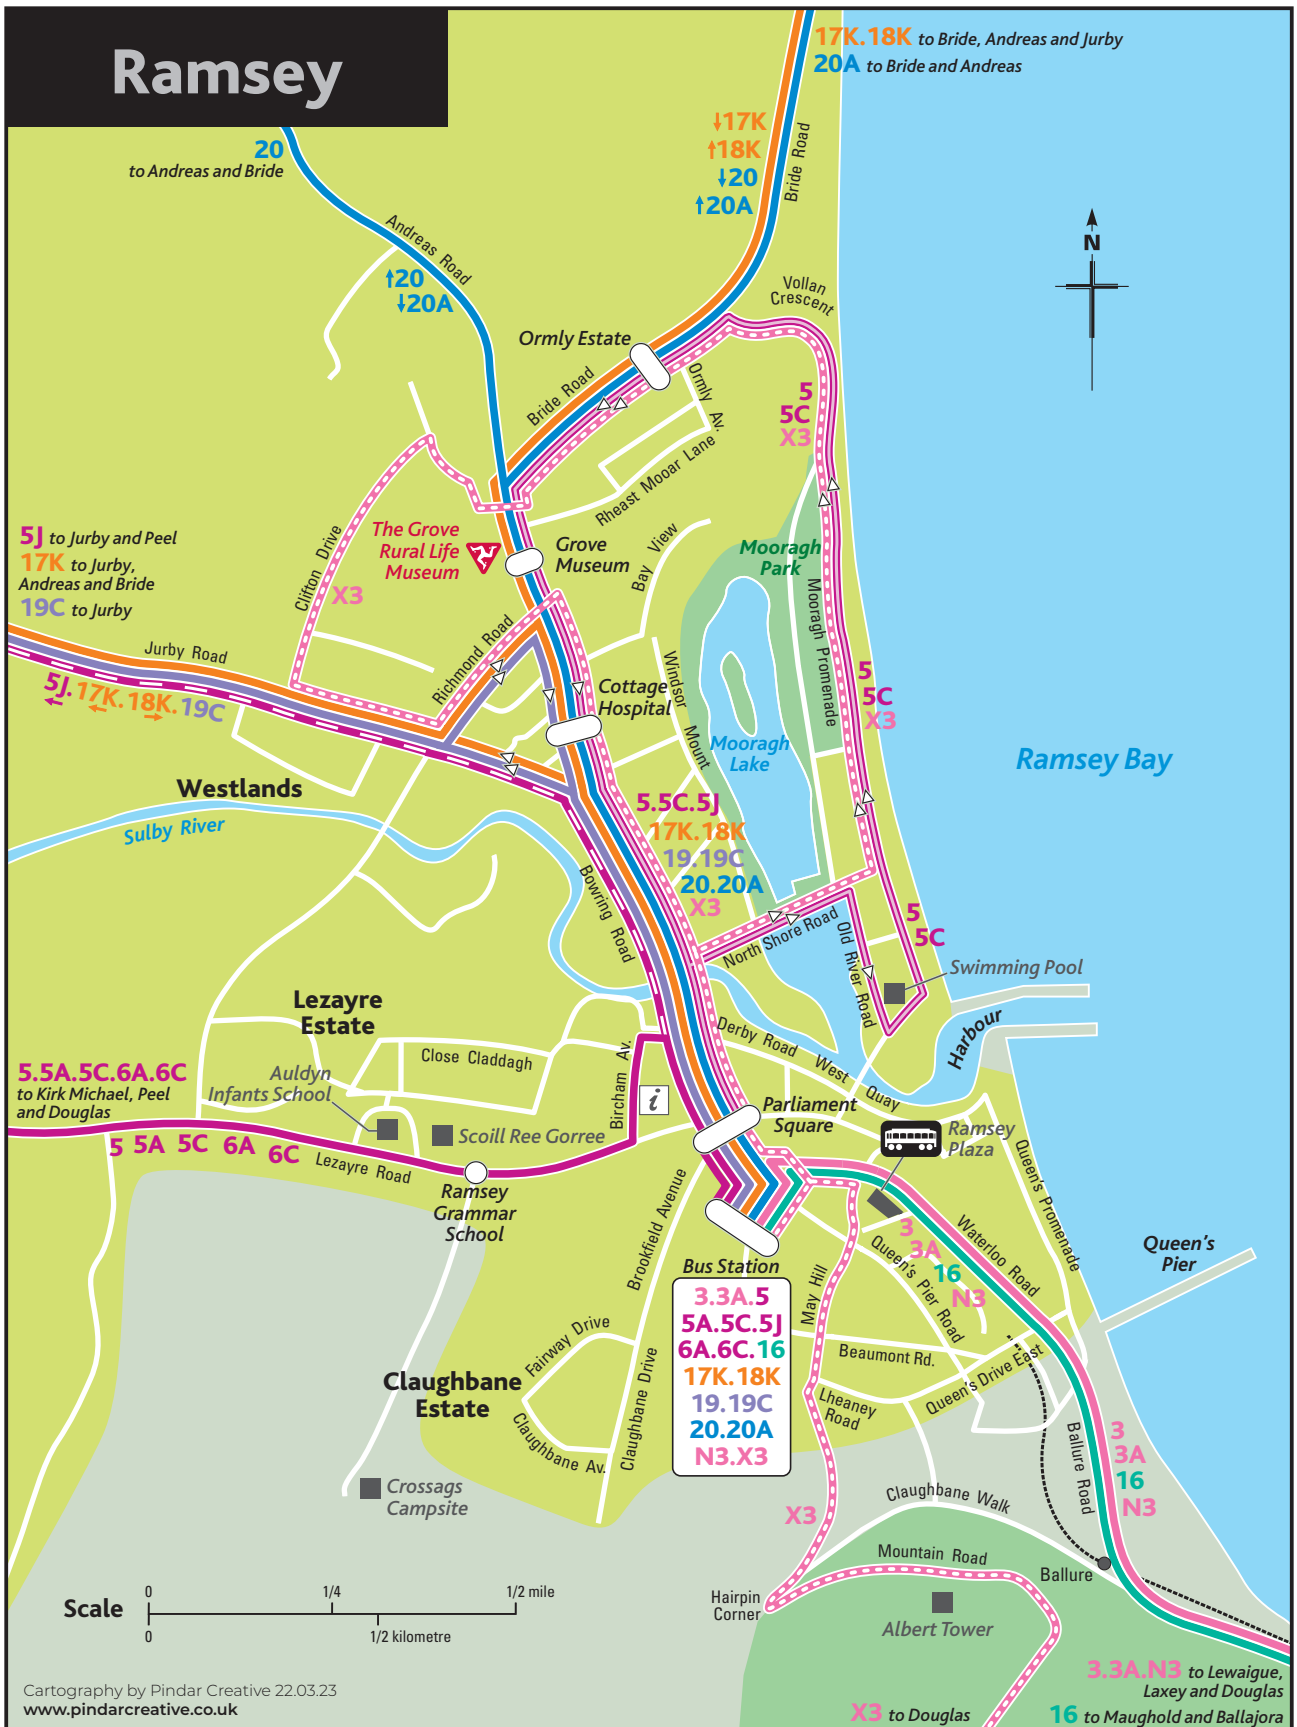 Ramsey
17K.18K to Bride, Andreas and Jurby
20A to Bride and Andreas
20
to Andreas and Bride
↓17K
↑18K
↓20
↑20A
Bride Road
N
Andreas Road
↑20
↓20A
Vollan
Crescent
Ormly Estate
Bride Road
Ormly Av.
5
5C
X3
Rheast Mooar Lane
5J to Jurby and Peel
17K to Jurby,
Andreas and Bride
19C to Jurby
The Grove
Rural Life
Museum
Grove
Museum
Bay View
Mooragh
Park
Clifton Drive
X3
Mooragh Promenade
Jurby Road
Richmond Road
5J.17K.18K.19C
Cottage
Hospital
Windsor Mount
5
5C
X3
Mooragh
Lake
Ramsey Bay
Westlands
Sulby River
5.5C.5J
17K.18K
19.19C
20.20A
X3
Bowring Road
North Shore Road
Old River Road
5
5C
Swimming Pool
Lezayre
Estate
Harbour
Derby Road
West Quay
Close Claddagh
Bircham Av.
5.5A.5C.6A.6C
to Kirk Michael, Peel
and Douglas
Auldyn
Infants School
i
Parliament
Square
Scoill Ree Gorree
Ramsey
Plaza
5 5A 5C 6A 6C
Lezayre Road
Ramsey
Grammar
School
Brookfield Avenue
Queen's Promenade
Bus Station
3.3A.5
5A.5C.5J
6A.6C.16
17K.18K
19.19C
20.20A
N3.X3
May Hill
Queen's Pier Road
3
3A
16
N3
Waterloo Road
Queen's
Pier
Fairway Drive
Beaumont Rd.
Queen's Drive East
Claughbane
Estate
Claughbane Av.
Claughbane Drive
Lheaney
Road
Ballure Road
3
3A
16
N3
Crossags
Campsite
X3
Claughbane Walk
Mountain Road
Ballure
Hairpin
Corner
Albert Tower
Scale
0 1/4 1/2 mile
0 1/2 kilometre
3.3A.N3 to Lewaigue,
Laxey and Douglas
X3 to Douglas
16 to Maughold and Ballajora
Cartography by Pindar Creative 22.03.23
www.pindarcreative.co.uk